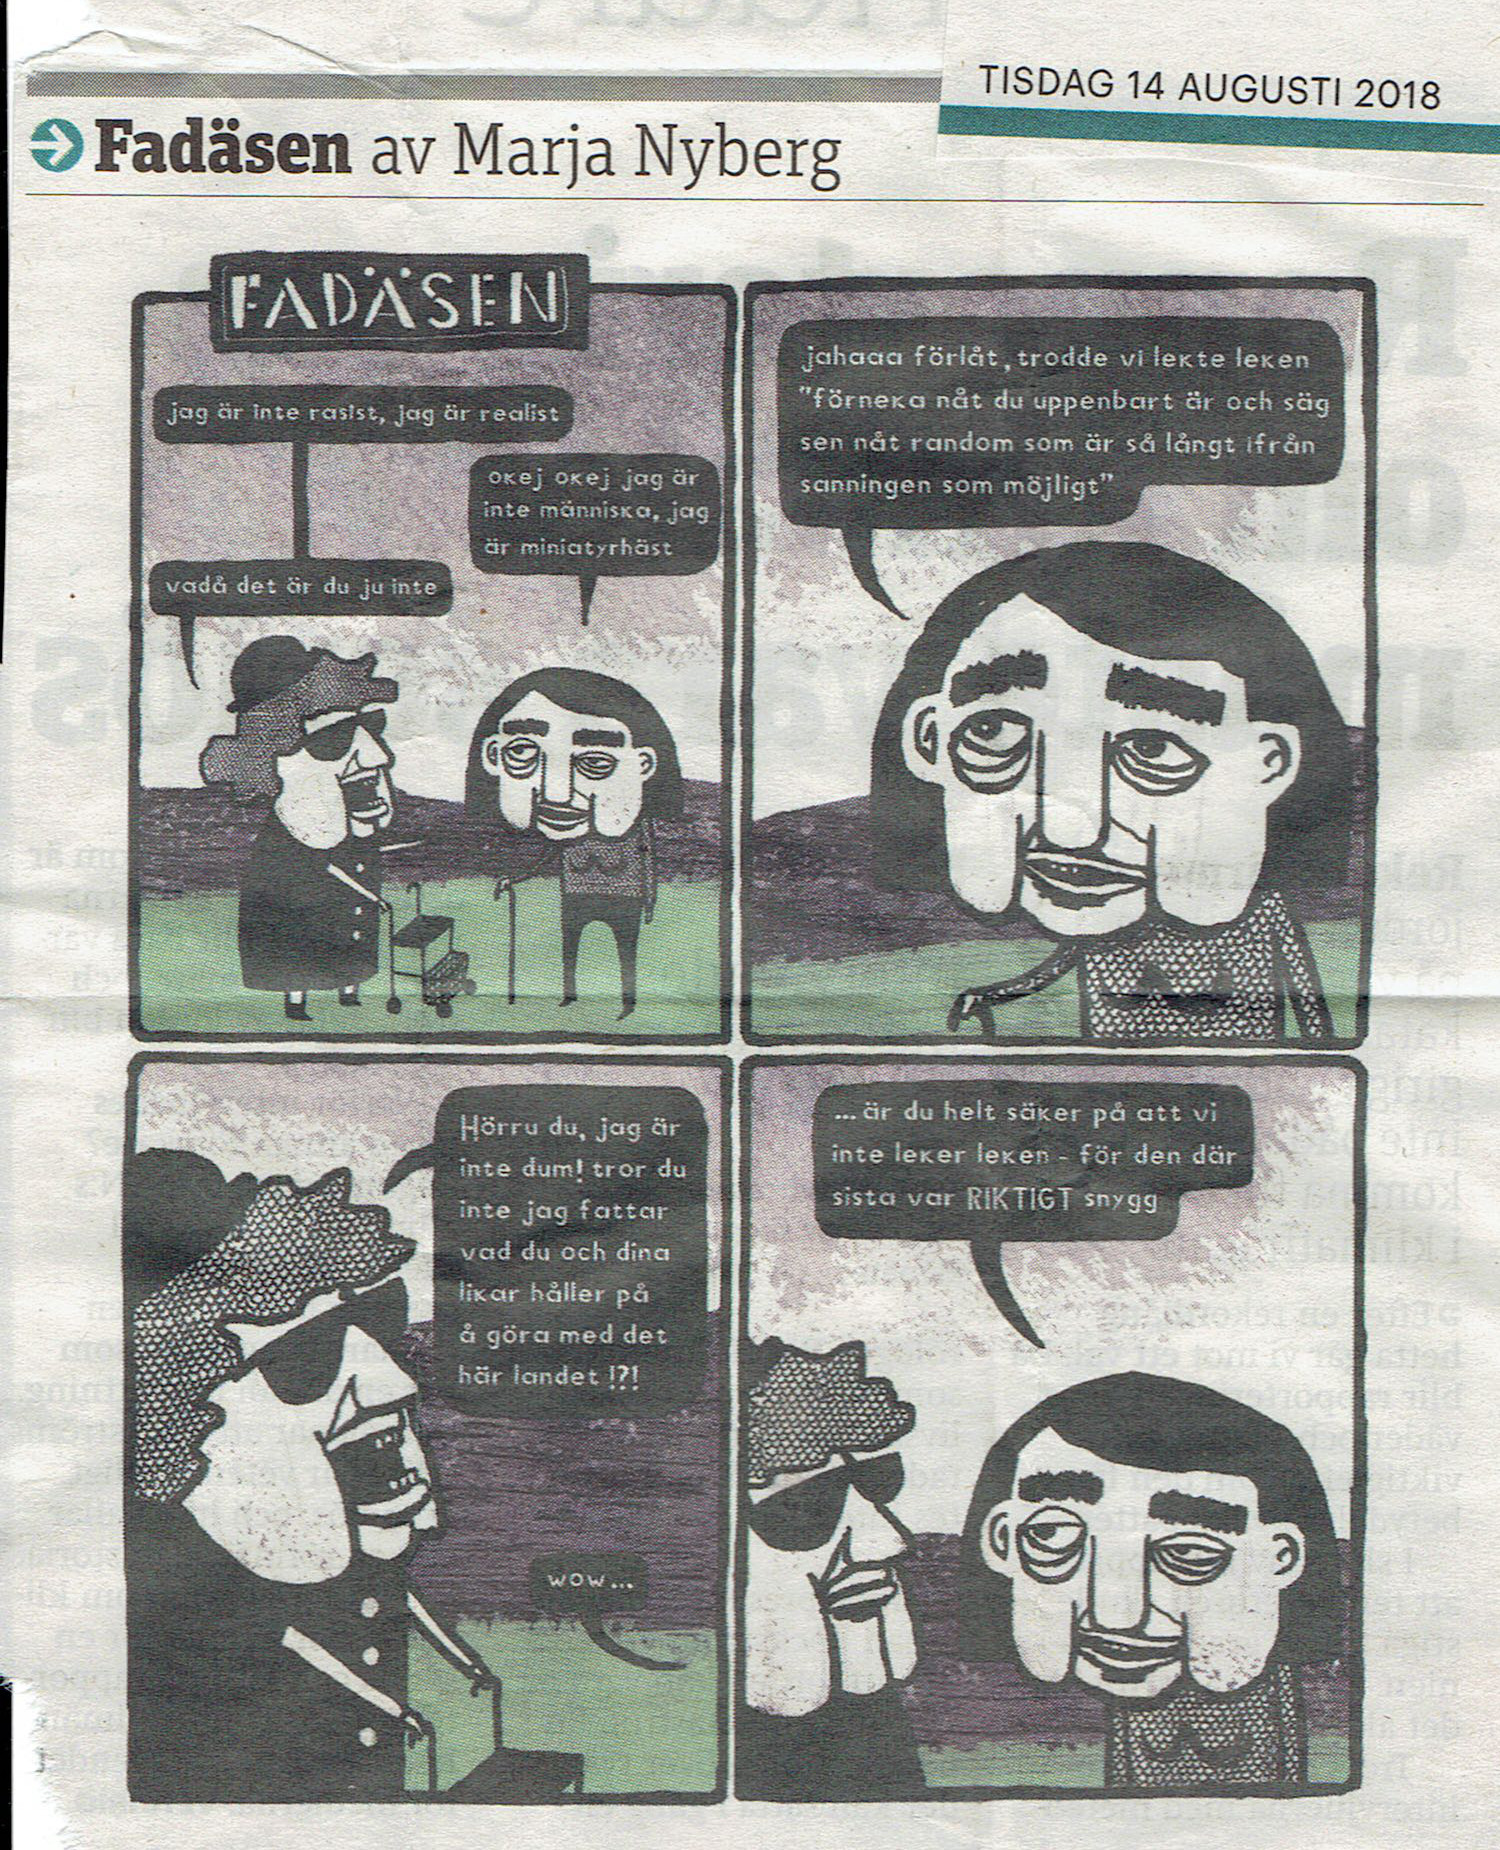 TISDAG 14 AUGUSTI 2018
Fadäsen av Marja Nyberg
FADÄSEN
jag är inte rasist, jag är realist
okej okej jag är
inte människa, jag
är miniatyrhäst
vadå det är du ju inte
jahaaa förlåt, trodde vi lekte leken
"förneka nåt du uppenbart är och säg
sen nåt random som är så långt ifrån
sanningen som möjligt"
Hörru du, jag är
inte dum! tror du
inte jag fattar
vad du och dina
likar håller på
å göra med det
här landet !?!
wow...
...är du helt säker på att vi
inte leker leken - för den där
sista var RIKTIGT snygg